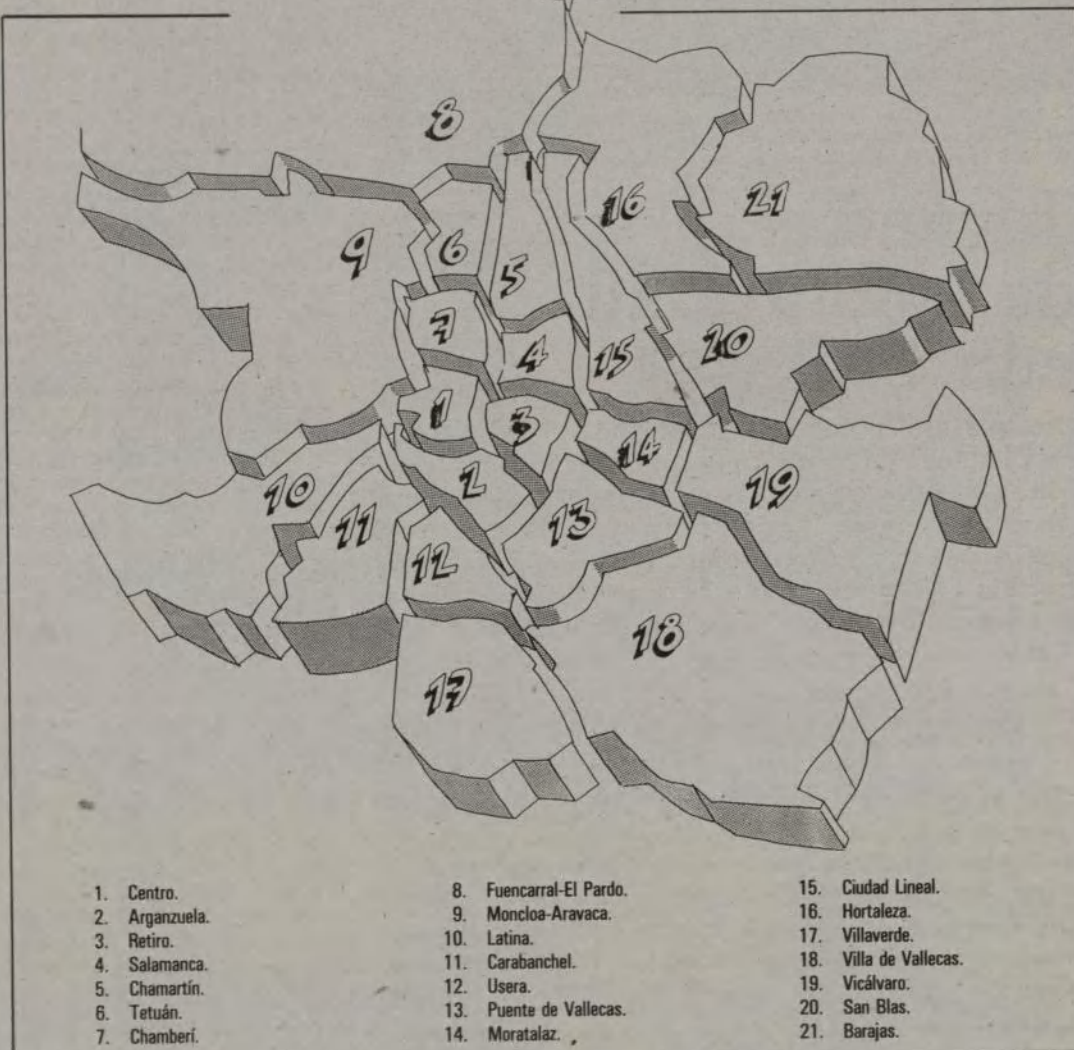 8
16
21
9
6
5
7
4
15
20
1
3
14
2
10
19
11
13
12
18
17
1. Centro.
2. Arganzuela.
3. Retiro.
4. Salamanca.
5. Chamartín.
6. Tetuán.
7. Chamberí.
8. Fuencarral-El Pardo.
9. Moncloa-Aravaca.
10. Latina.
11. Carabanchel.
12. Usera.
13. Puente de Vallecas.
14. Moratalaz.
15. Ciudad Lineal.
16. Hortaleza.
17. Villaverde.
18. Villa de Vallecas.
19. Vicálvaro.
20. San Blas.
21. Barajas.